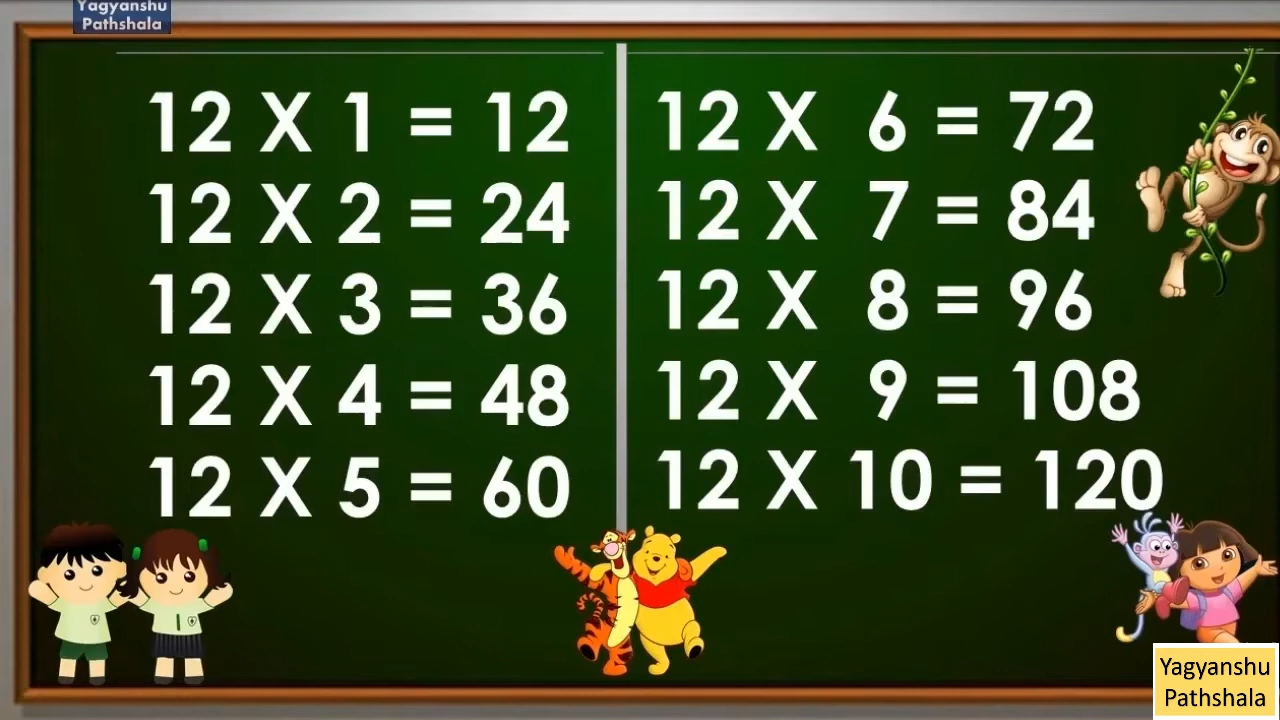 Yagyanshu
Pathshala
12 X 1 = 12
12 X 2 = 24
12 X 3 = 36
12 X 4 = 48
12 X 5 = 60
12 X 6 = 72
12 X 7 = 84
12 X 8 = 96
12 X 9 = 108
12 X 10 = 120
Yagyanshu
Pathshala